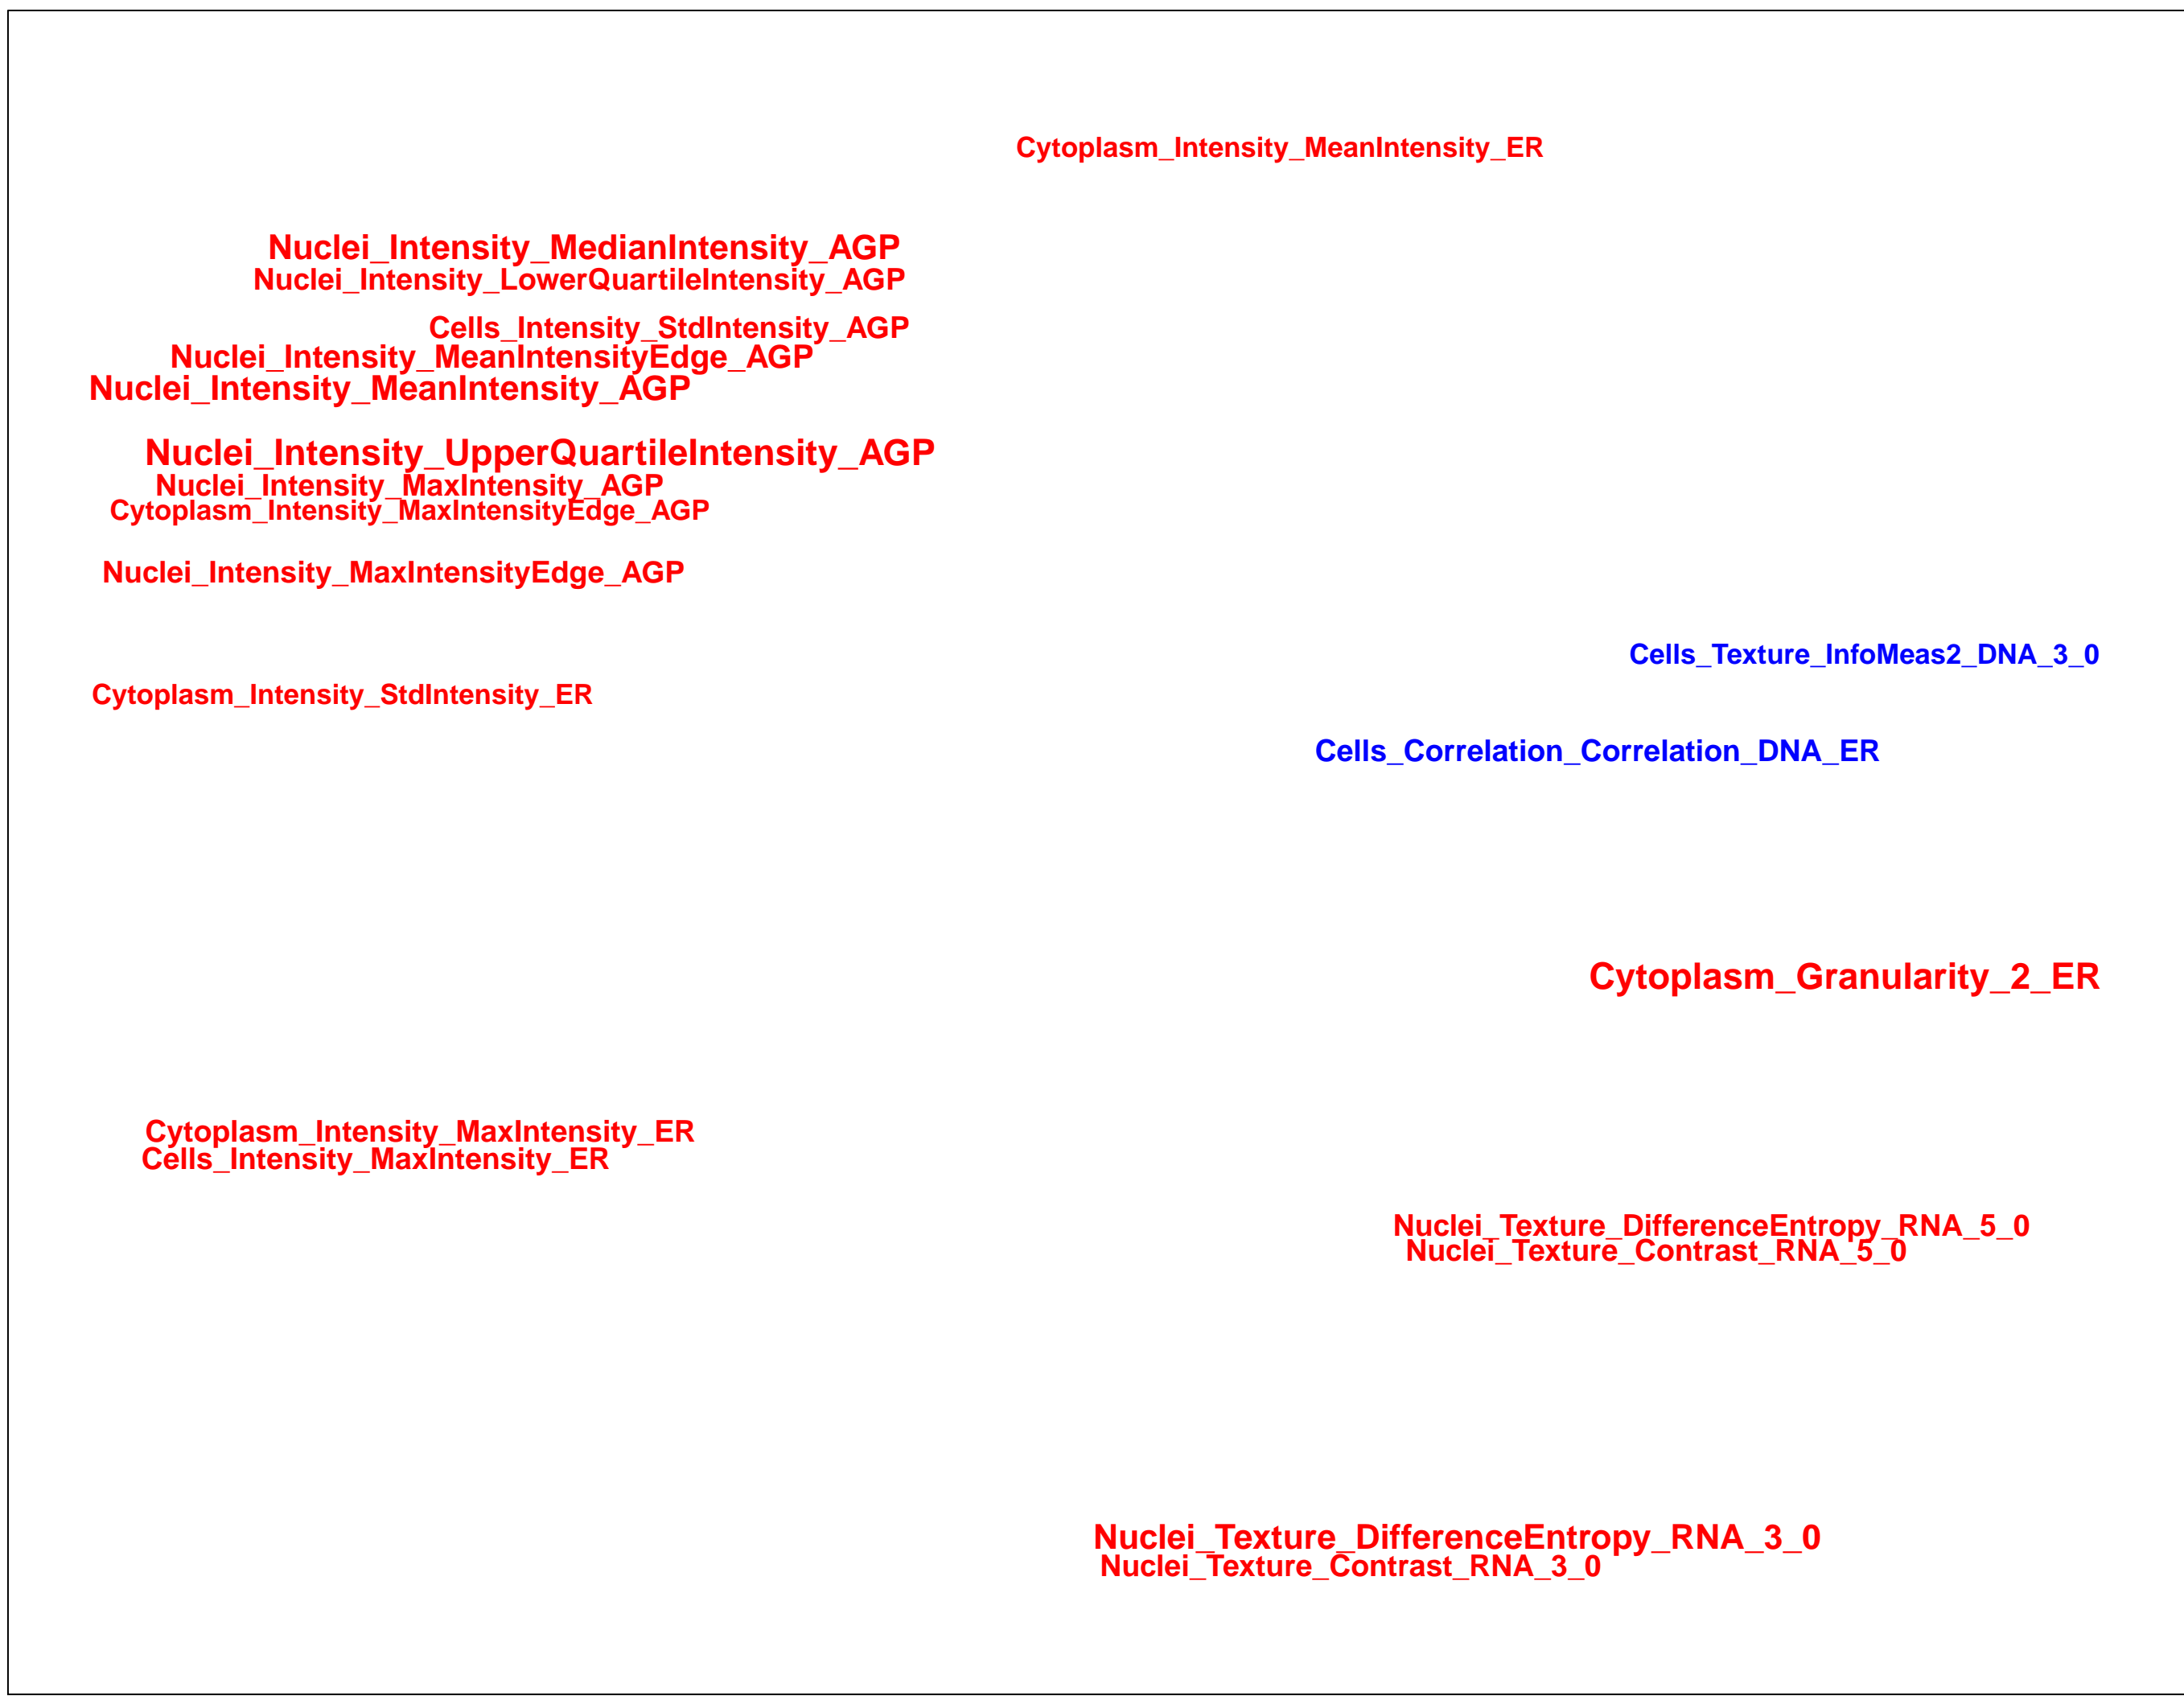 Cytoplasm_Intensity_MeanIntensity_ER
Nuclei_Intensity_MedianIntensity_AGP
Nuclei_Intensity_LowerQuartileIntensity_AGP
Cells_Intensity_StdIntensity_AGP
Nuclei_Intensity_MeanIntensityEdge_AGP
Nuclei_Intensity_MeanIntensity_AGP
Nuclei_Intensity_UpperQuartileIntensity_AGP
Nuclei_Intensity_MaxIntensity_AGP
Cytoplasm_Intensity_MaxIntensityEdge_AGP
Nuclei_Intensity_MaxIntensityEdge_AGP
Cells_Texture_InfoMeas2_DNA_3_0
Cytoplasm_Intensity_StdIntensity_ER
Cells_Correlation_Correlation_DNA_ER
Cytoplasm_Granularity_2_ER
Cytoplasm_Intensity_MaxIntensity_ER
Cells_Intensity_MaxIntensity_ER
Nuclei_Texture_DifferenceEntropy_RNA_5_0
Nuclei_Texture_Contrast_RNA_5_0
Nuclei_Texture_DifferenceEntropy_RNA_3_0
Nuclei_Texture_Contrast_RNA_3_0